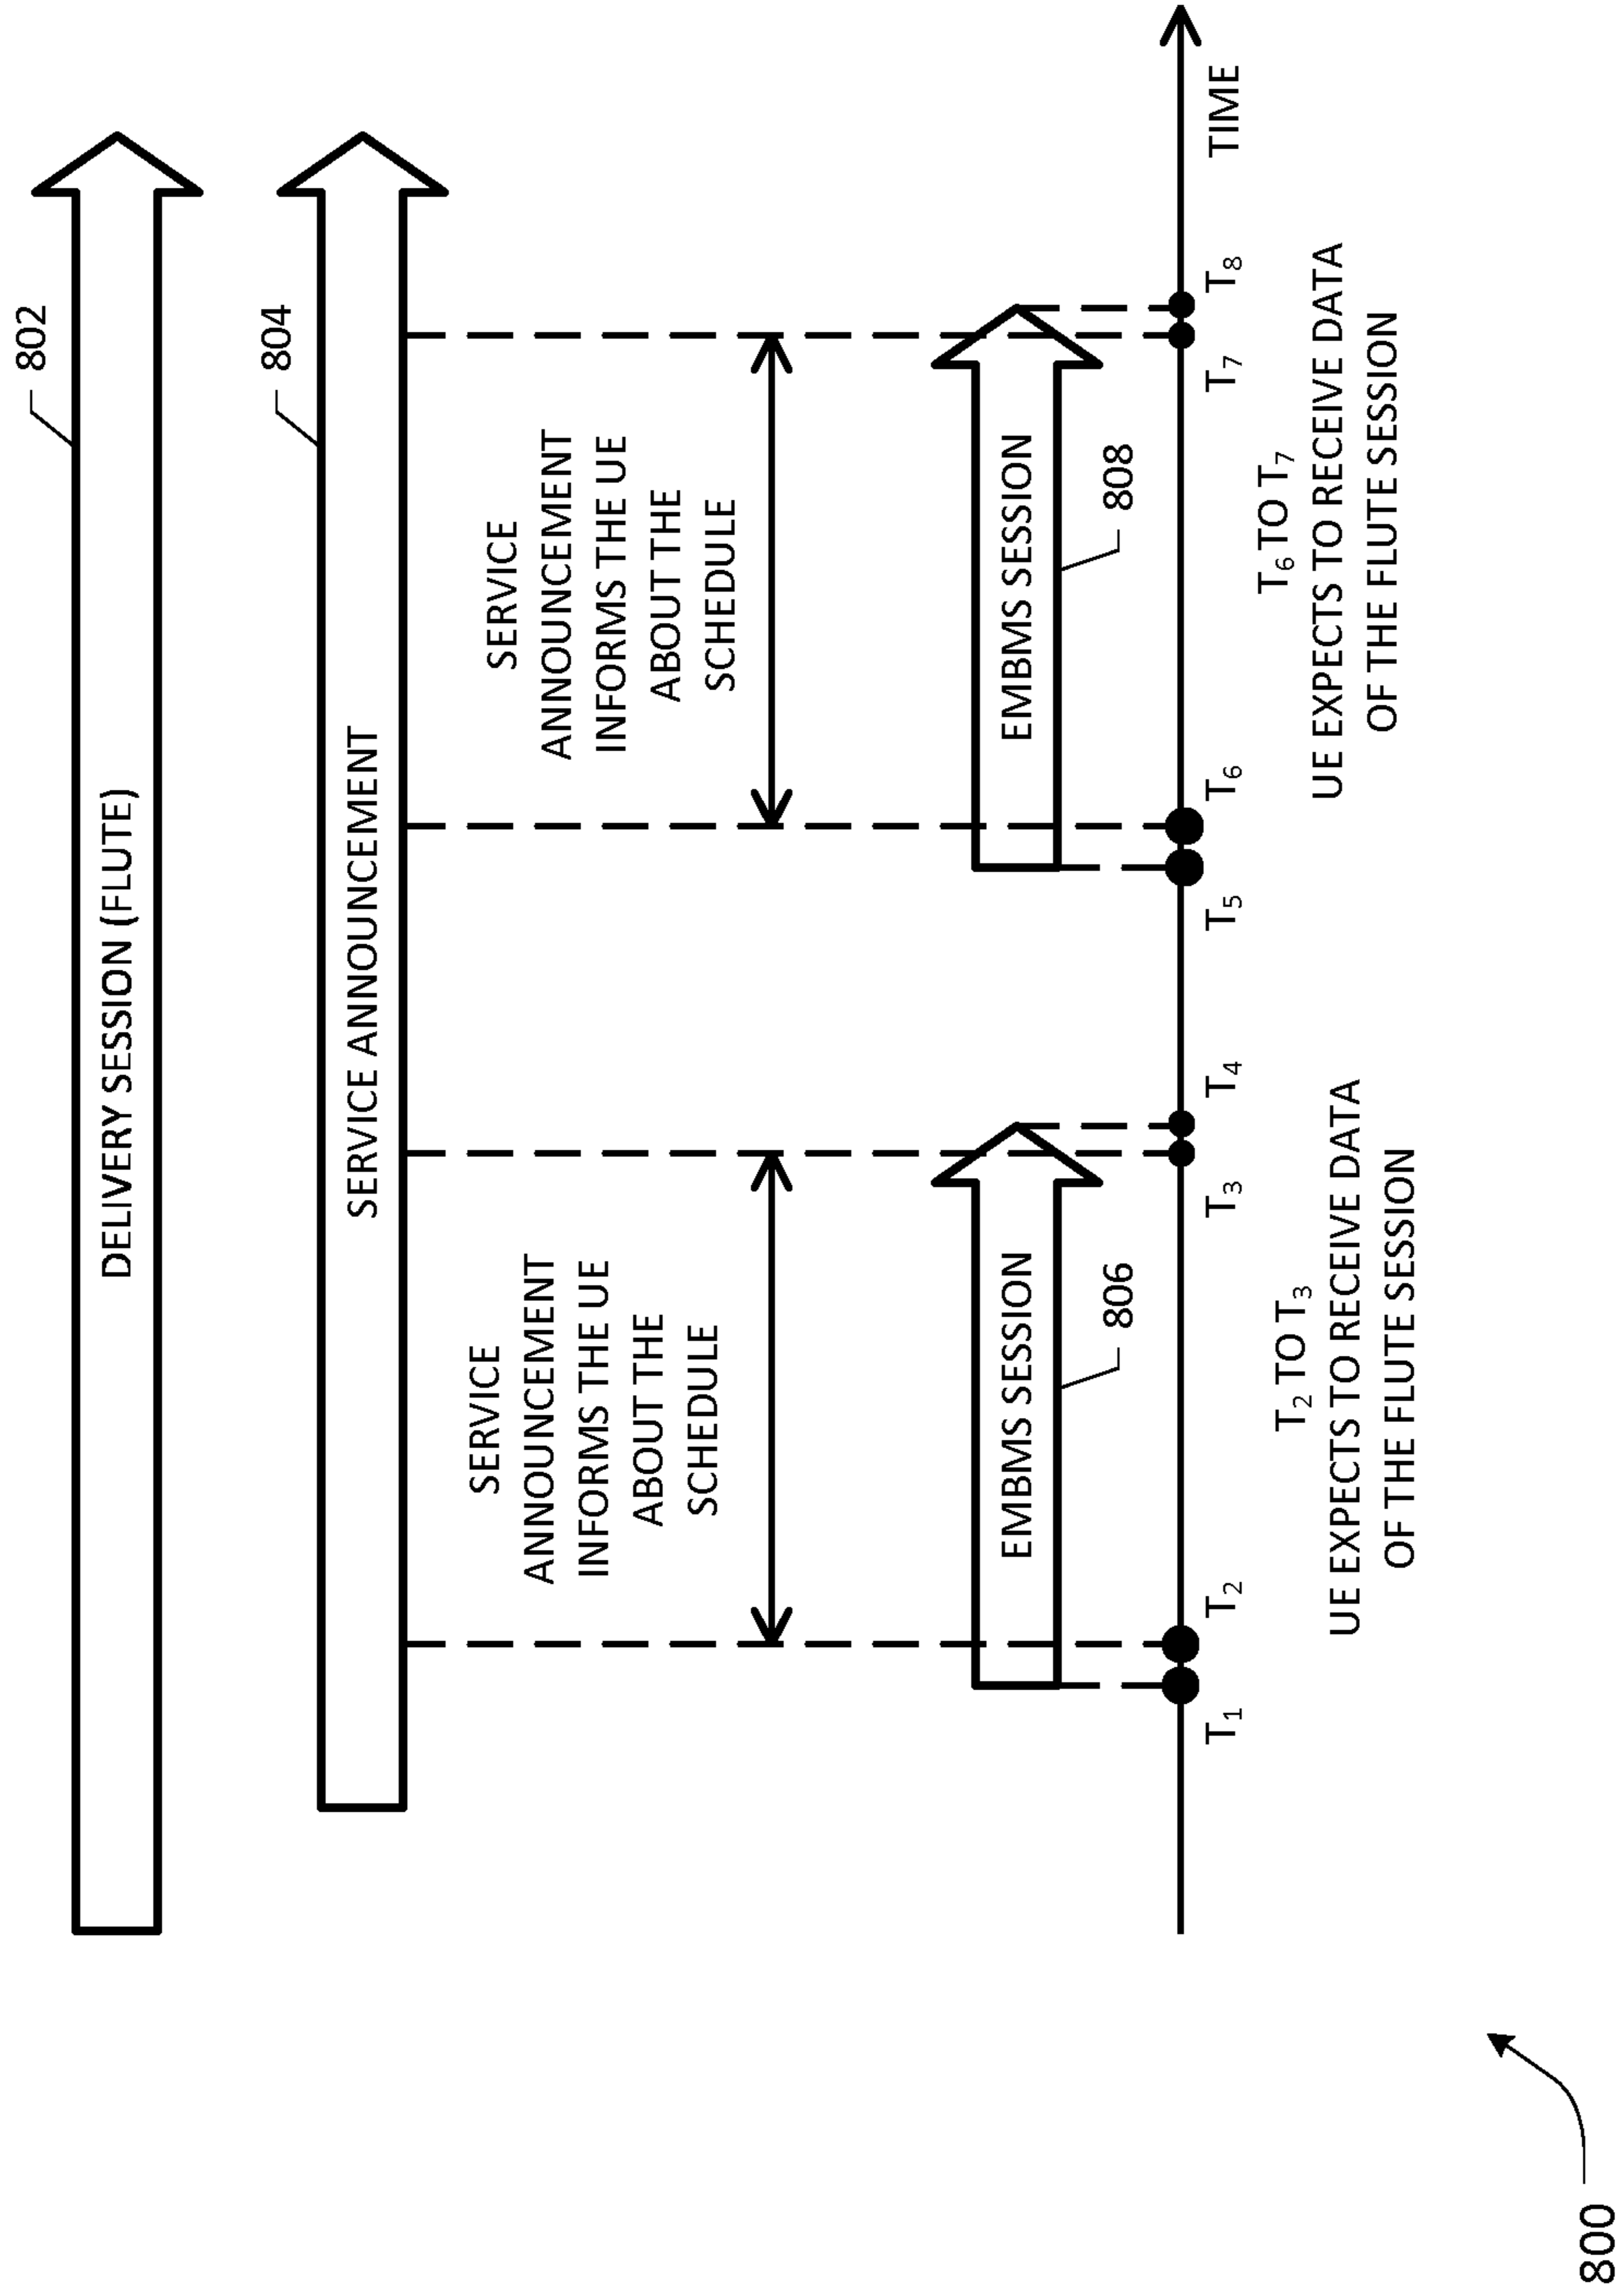 802
DELIVERY SESSION (FLUTE)
804
SERVICE ANNOUNCEMENT
SERVICE
ANNOUNCEMENT
INFORMS THE UE
ABOUT THE
SCHEDULE
SERVICE
ANNOUNCEMENT
INFORMS THE UE
ABOUT THE
SCHEDULE
EMBMS SESSION
806
EMBMS SESSION
808
T1
T2
T3
T4
T5
T6
T7
T8
TIME
T2 TO T3
UE EXPECTS TO RECEIVE DATA
OF THE FLUTE SESSION
T6 TO T7
UE EXPECTS TO RECEIVE DATA
OF THE FLUTE SESSION
800